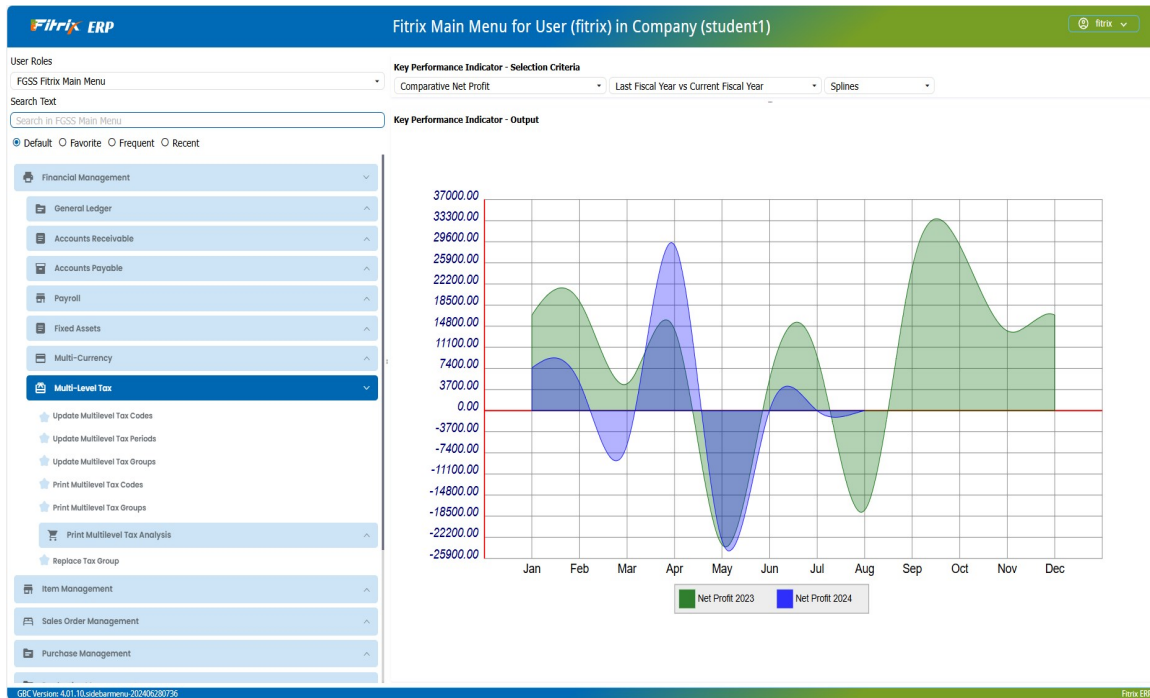 Fitrix ERP
Fitrix Main Menu for User (fitrix) in Company (student1)
fitrix
User Roles
FGSS Fitrix Main Menu
Search Text
Search in FGSS Main Menu
Default Favorite Frequent Recent
Financial Management
General Ledger
Accounts Receivable
Accounts Payable
Payroll
Fixed Assets
Multi-Currency
Multi-Level Tax
Update Multilevel Tax Codes
Update Multilevel Tax Periods
Update Multilevel Tax Groups
Print Multilevel Tax Codes
Print Multilevel Tax Groups
Print Multilevel Tax Analysis
Replace Tax Group
Item Management
Sales Order Management
Purchase Management
Key Performance Indicator - Selection Criteria
Comparative Net Profit Last Fiscal Year vs Current Fiscal Year Splines
Key Performance Indicator - Output
37000.00
33300.00
29600.00
25900.00
22200.00
18500.00
14800.00
11100.00
7400.00
3700.00
0.00
-3700.00
-7400.00
-11100.00
-14800.00
-18500.00
-22200.00
-25900.00
Jan Feb Mar Apr May Jun Jul Aug Sep Oct Nov Dec
Net Profit 2023 Net Profit 2024
GBC Version: 4.01.10.sidebarmenu-202406280736
Fitrix ERP